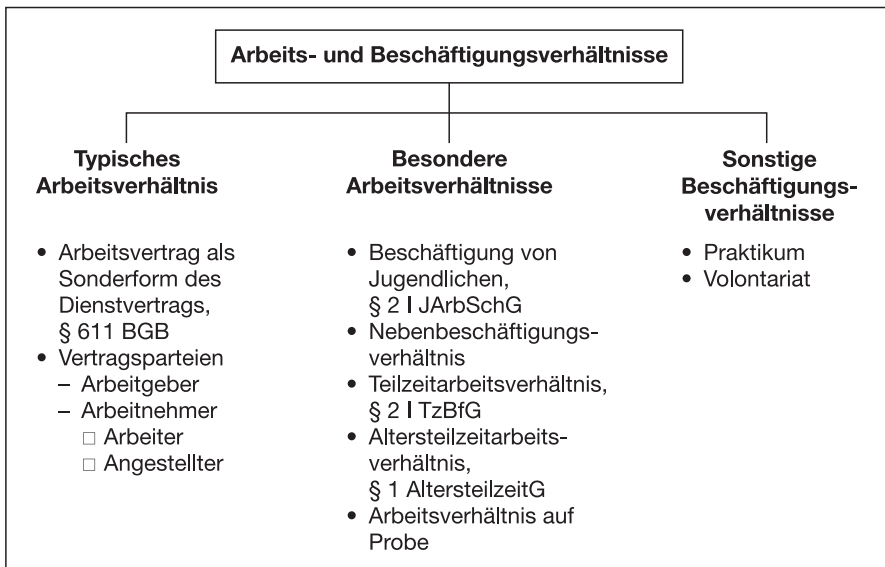 Arbeits- und Beschäftigungsverhältnisse
Typisches
Arbeitsverhältnis
• Arbeitsvertrag als
Sonderform des
Dienstvertrags,
§ 611 BGB
• Vertragsparteien
– Arbeitgeber
– Arbeitnehmer
□ Arbeiter
□ Angestellter
Besondere
Arbeitsverhältnisse
• Beschäftigung von
Jugendlichen,
§ 2 I JArbSchG
• Nebenbeschäftigungs-
verhältnis
• Teilzeitarbeitsverhältnis,
§ 2 I TzBfG
• Altersteilzeitarbeits-
verhältnis,
§ 1 AltersteilzeitG
• Arbeitsverhältnis auf
Probe
Sonstige
Beschäftigungs-
verhältnisse
• Praktikum
• Volontariat